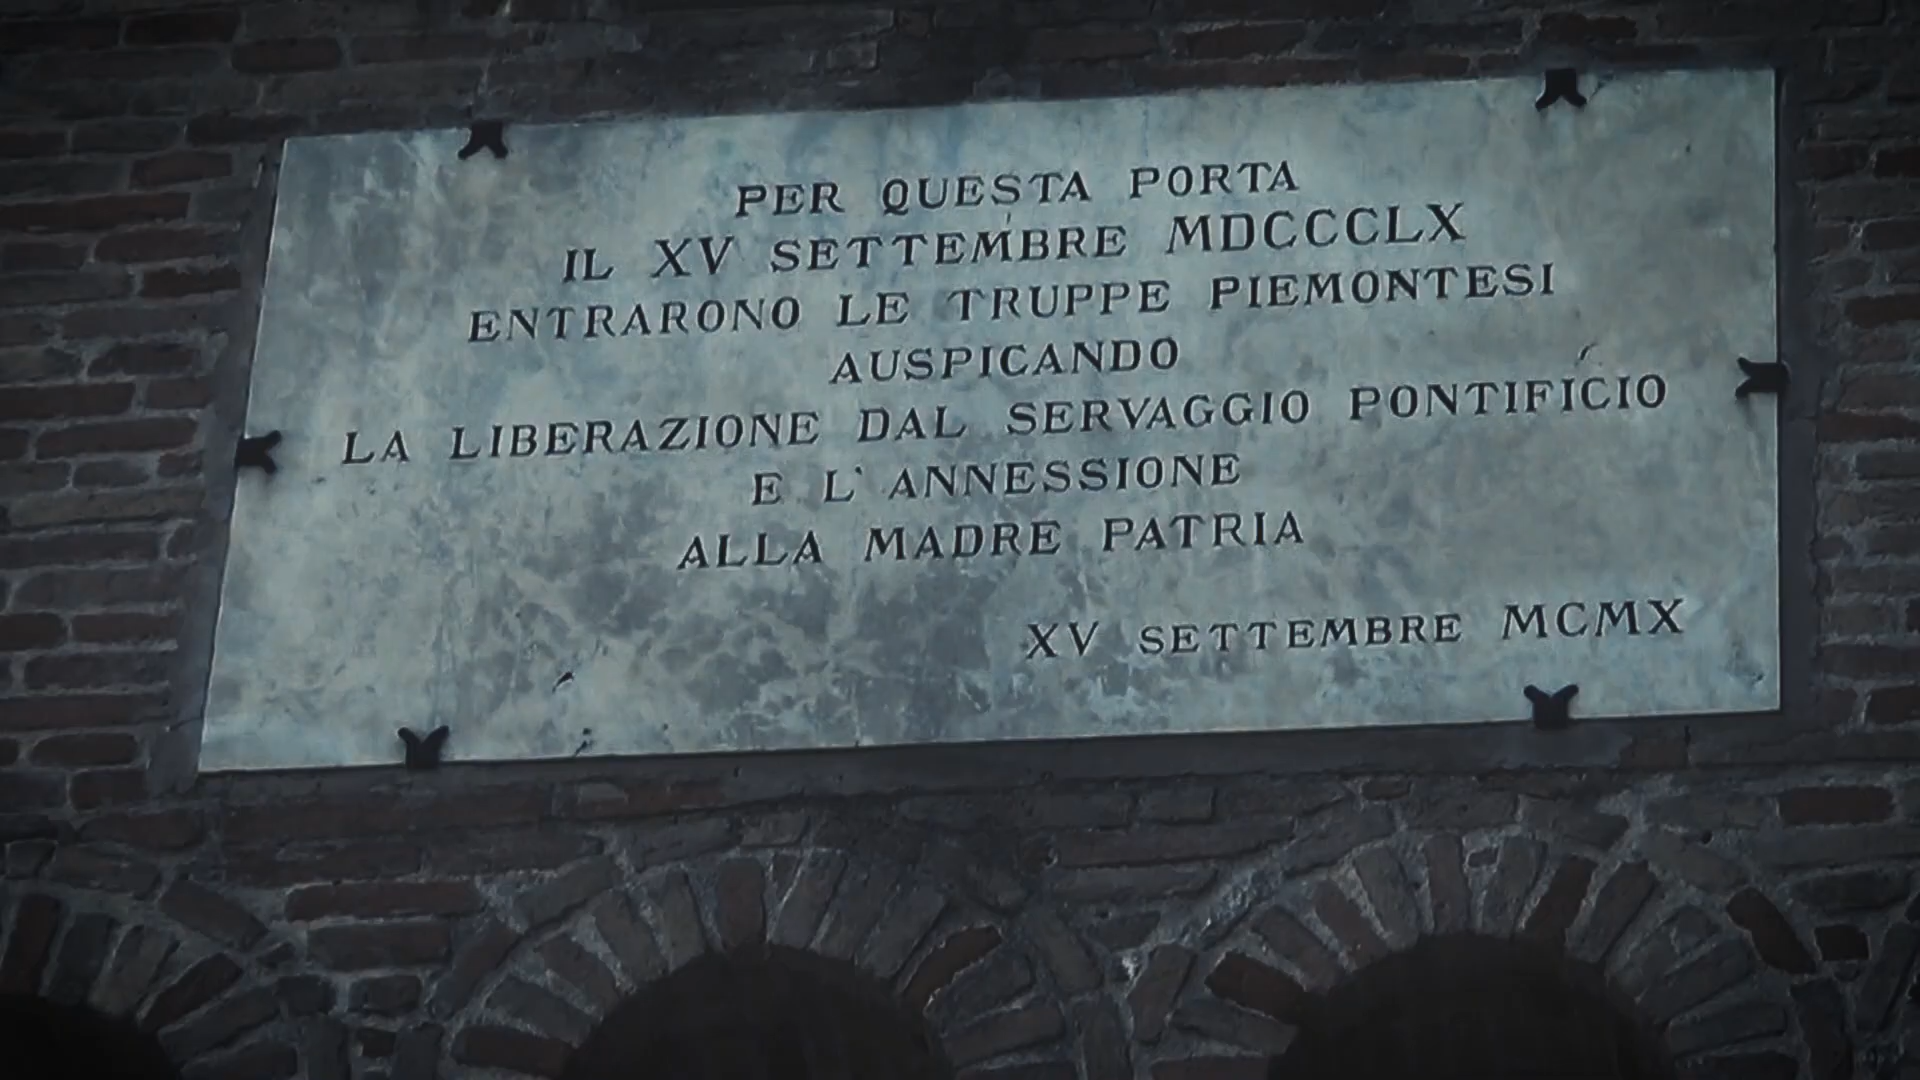 PER QUESTA PORTA
IL XV SETTEMBRE MDCCCLX
ENTRARONO LE TRUPPE PIEMONTESI
AUSPICANDO
LA LIBERAZIONE DAL SERVAGGIO PONTIFICIO
E L'ANNESSIONE
ALLA MADRE PATRIA
XV SETTEMBRE MCMX